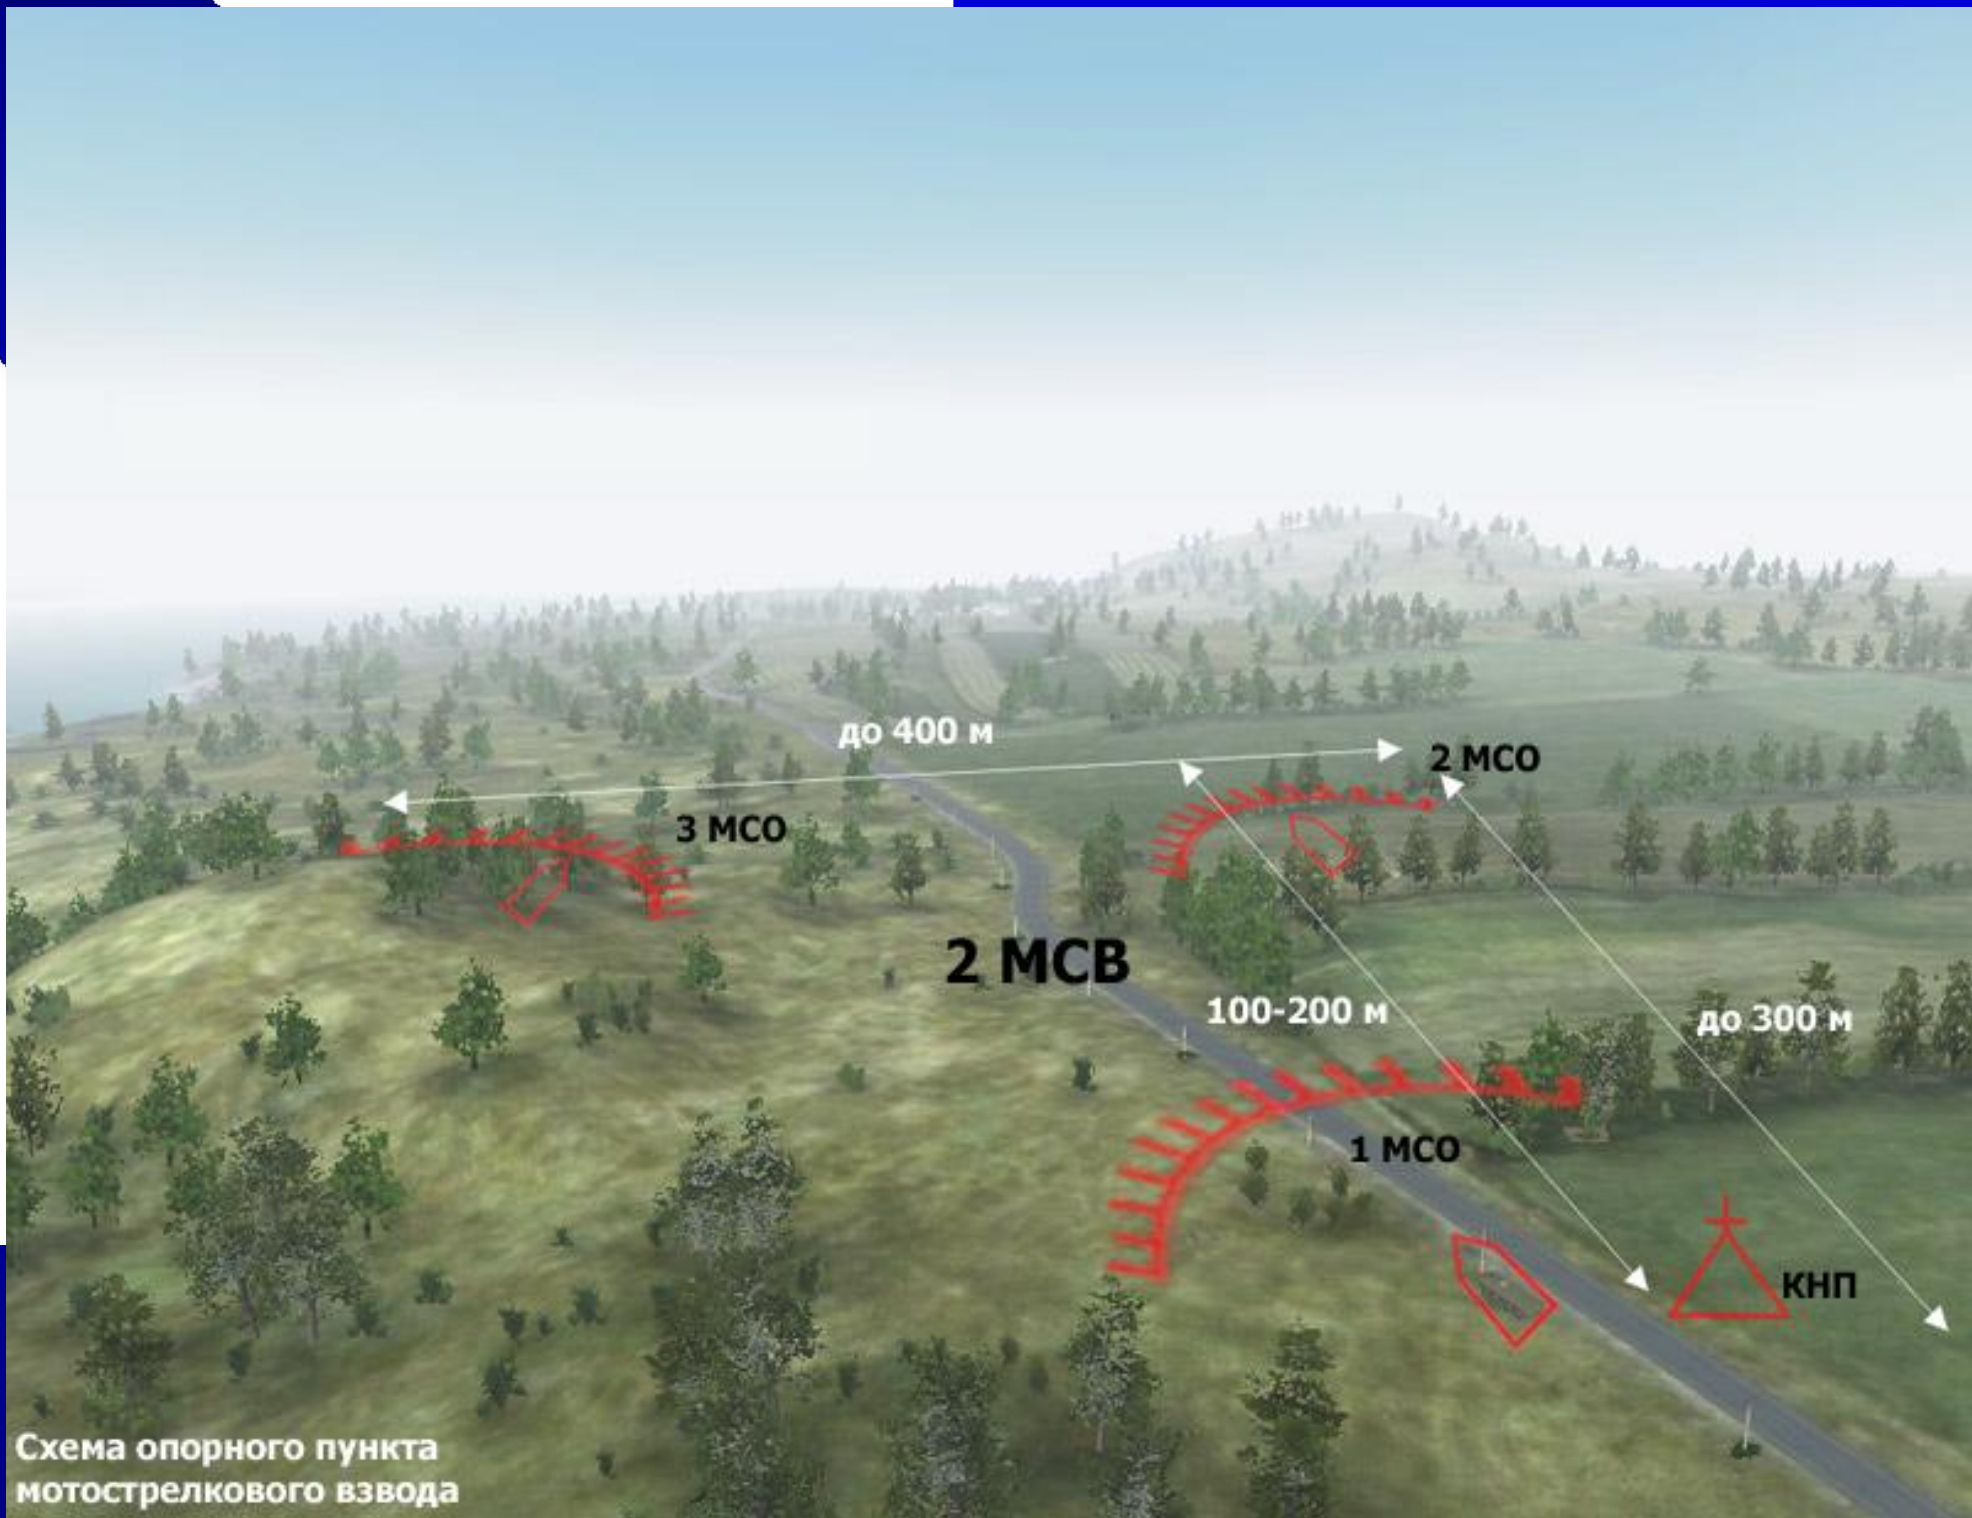 до 400 м
2 МСО
3 МСО
2 МСВ
100-200 м
до 300 м
1 МСО
КНП
Схема опорного пункта
мотострелкового взвода